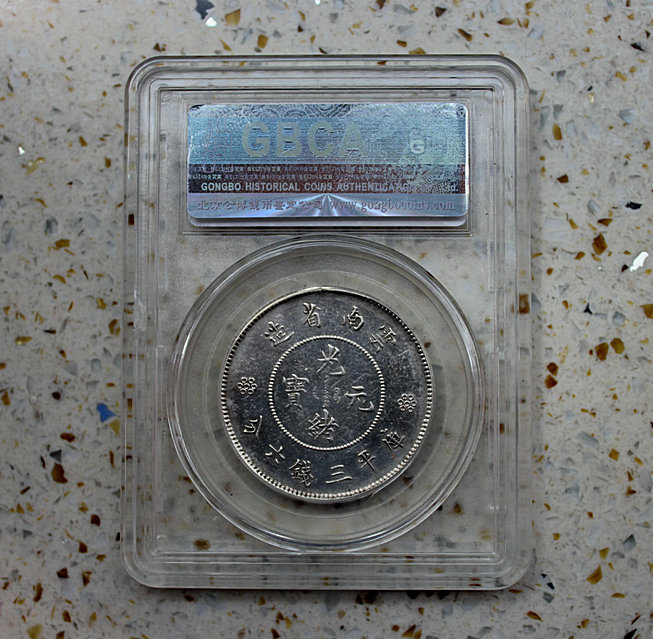 GBCA
G
GONGBO HISTORICAL COINS AUTHENTICATION
www.gongbocoins.com
造省南雲
光緒元寶
庫平三錢六分